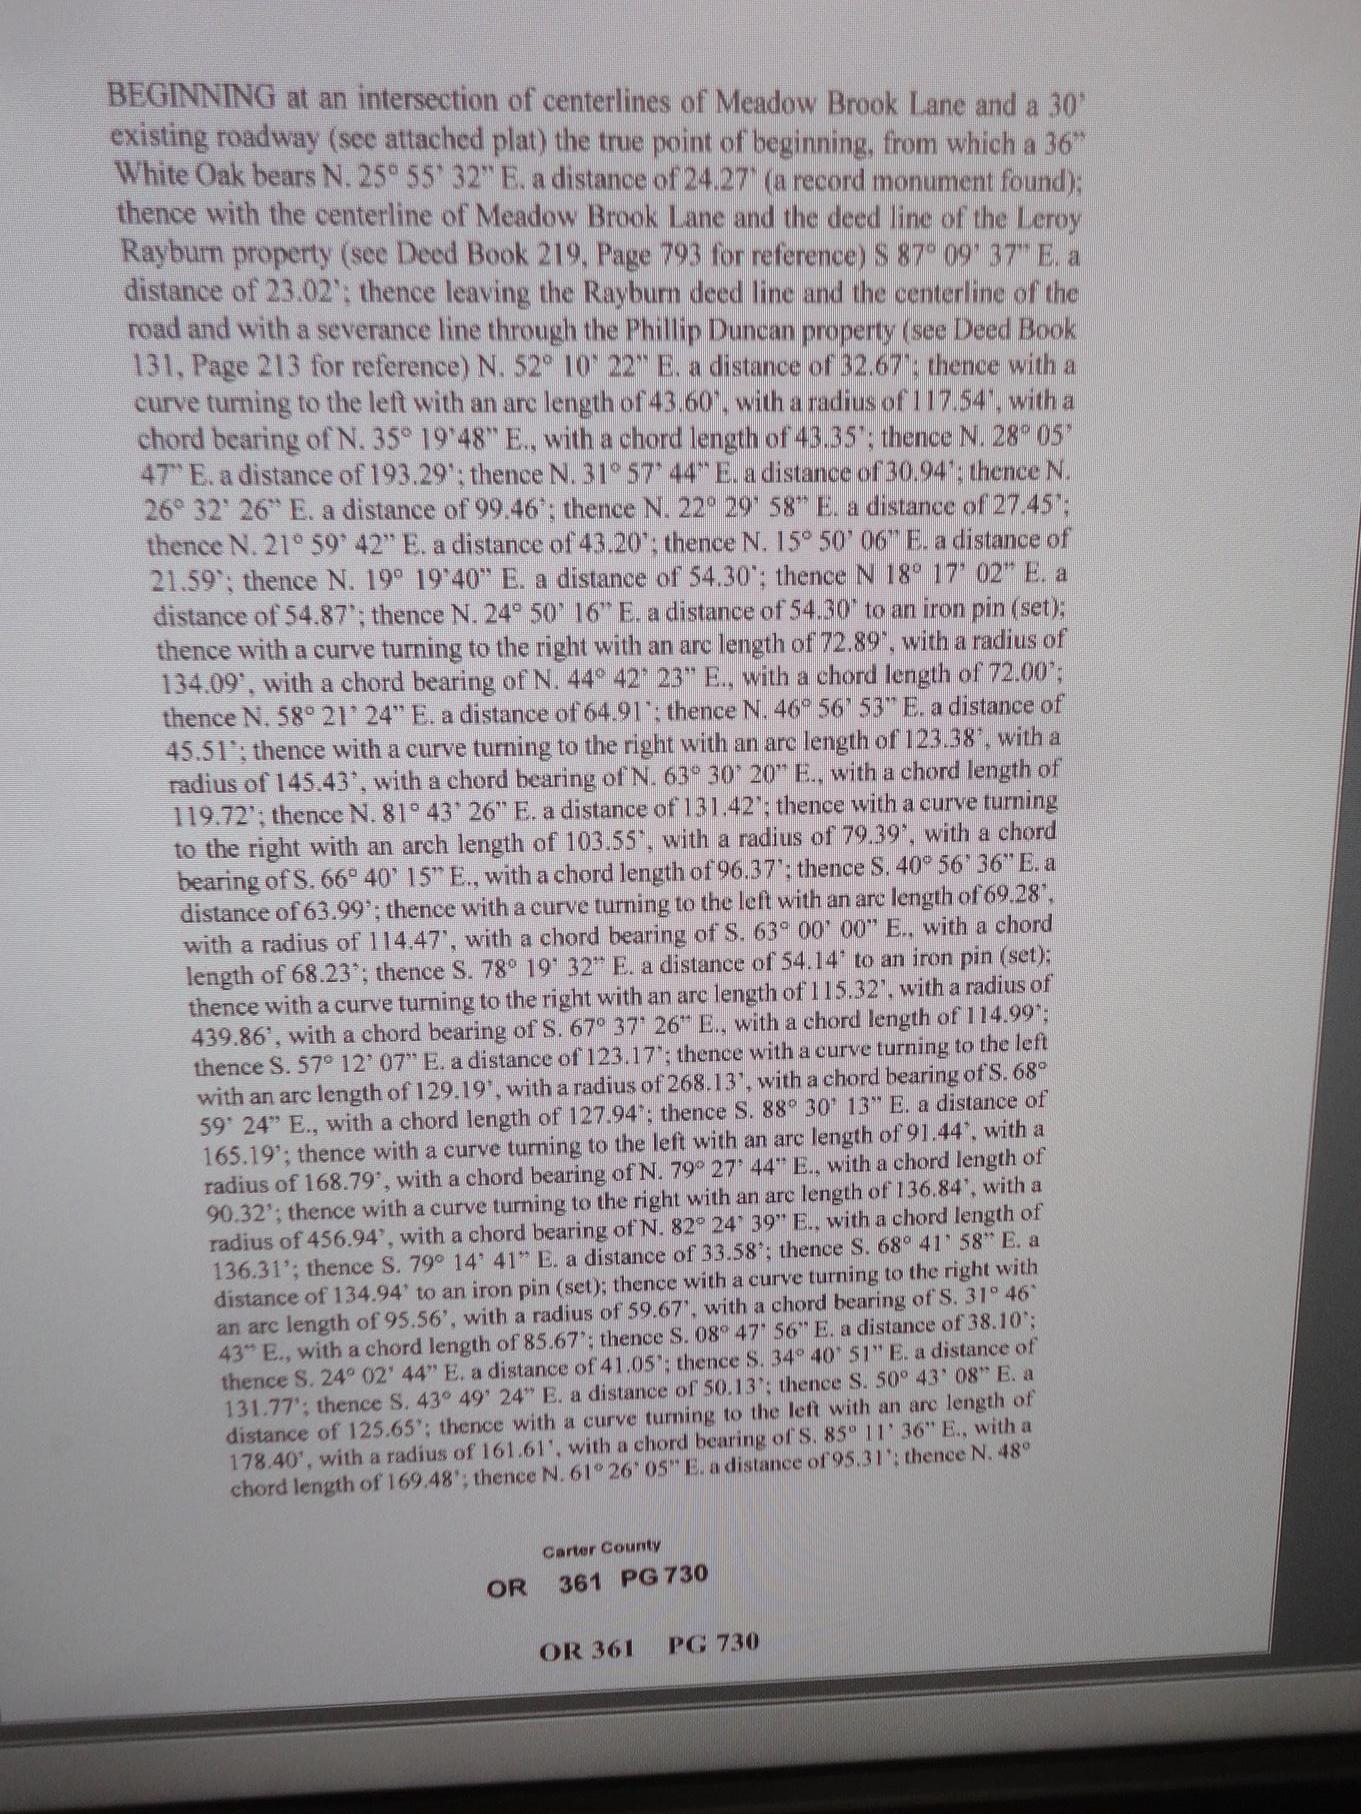 BEGINNING at an intersection of centerlines of Meadow Brook Lane and a 30'
existing roadway (see attached plat) the true point of beginning, from which a 36"
White Oak bears N. 25° 55' 32" E. a distance of 24.27' (a record monument found);
thence with the centerline of Meadow Brook Lane and the deed line of the Leroy
Rayburn property (see Deed Book 219, Page 793 for reference) S 87° 09' 37" E. a
distance of 23.02'; thence leaving the Rayburn deed line and the centerline of the
road and with a severance line through the Phillip Duncan property (see Deed Book
131, Page 213 for reference) N. 52° 10' 22" E. a distance of 32.67'; thence with a
curve turning to the left with an arc length of 43.60', with a radius of 117.54', with a
chord bearing of N. 35° 19'48" E., with a chord length of 43.35'; thence N. 28° 05'
47" E. a distance of 193.29'; thence N. 31° 57' 44" E. a distance of 30.94'; thence N.
26° 32' 26" E. a distance of 99.46'; thence N. 22° 29' 58" E. a distance of 27.45';
thence N. 21° 59' 42" E. a distance of 43.20'; thence N. 15° 50' 06" E. a distance of
21.59'; thence N. 19° 19'40" E. a distance of 54.30'; thence N 18° 17' 02" E. a
distance of 54.87'; thence N. 24° 50' 16" E. a distance of 54.30' to an iron pin (set);
thence with a curve turning to the right with an arc length of 72.89', with a radius of
134.09', with a chord bearing of N. 44° 42' 23" E., with a chord length of 72.00';
thence N. 58° 21' 24" E. a distance of 64.91'; thence N. 46° 56' 53" E. a distance of
45.51'; thence with a curve turning to the right with an arc length of 123.38', with a
radius of 145.43', with a chord bearing of N. 63° 30' 20" E., with a chord length of
119.72'; thence N. 81° 43' 26" E. a distance of 131.42'; thence with a curve turning
to the right with an arch length of 103.55', with a radius of 79.39', with a chord
bearing of S. 66° 40' 15" E., with a chord length of 96.37'; thence S. 40° 56' 36" E. a
distance of 63.99'; thence with a curve turning to the left with an arc length of 69.28',
with a radius of 114.47', with a chord bearing of S. 63° 00' 00" E., with a chord
length of 68.23'; thence S. 78° 19' 32" E. a distance of 54.14' to an iron pin (set);
thence with a curve turning to the right with an arc length of 115.32', with a radius of
439.86', with a chord bearing of S. 67° 37' 26" E., with a chord length of 114.99';
thence S. 57° 12' 07" E. a distance of 123.17'; thence with a curve turning to the left
with an arc length of 129.19', with a radius of 268.13', with a chord bearing of S. 68°
59' 24" E., with a chord length of 127.94'; thence S. 88° 30' 13" E. a distance of
165.19'; thence with a curve turning to the left with an arc length of 91.44', with a
radius of 168.79', with a chord bearing of N. 79° 27' 44" E., with a chord length of
90.32'; thence with a curve turning to the right with an arc length of 136.84', with a
radius of 456.94', with a chord bearing of N. 82° 24' 39" E., with a chord length of
136.31'; thence S. 79° 14' 41" E. a distance of 33.58'; thence S. 68° 41' 58" E. a
distance of 134.94' to an iron pin (set); thence with a curve turning to the right with
an arc length of 95.56', with a radius of 59.67', with a chord bearing of S. 31° 46'
43" E., with a chord length of 85.67'; thence S. 08° 47' 56" E. a distance of 38.10';
thence S. 24° 02' 44" E. a distance of 41.05'; thence S. 34° 40' 51" E. a distance of
131.77'; thence S. 43° 49' 24" E. a distance of 50.13'; thence S. 50° 43' 08" E. a
distance of 125.65'; thence with a curve turning to the left with an arc length of
178.40', with a radius of 161.61', with a chord bearing of S. 85° 11' 36" E., with a
chord length of 169.48'; thence N. 61° 26' 05" E. a distance of 95.31'; thence N. 48°
Carter County
OR 361 PG 730
OR 361 PG 730